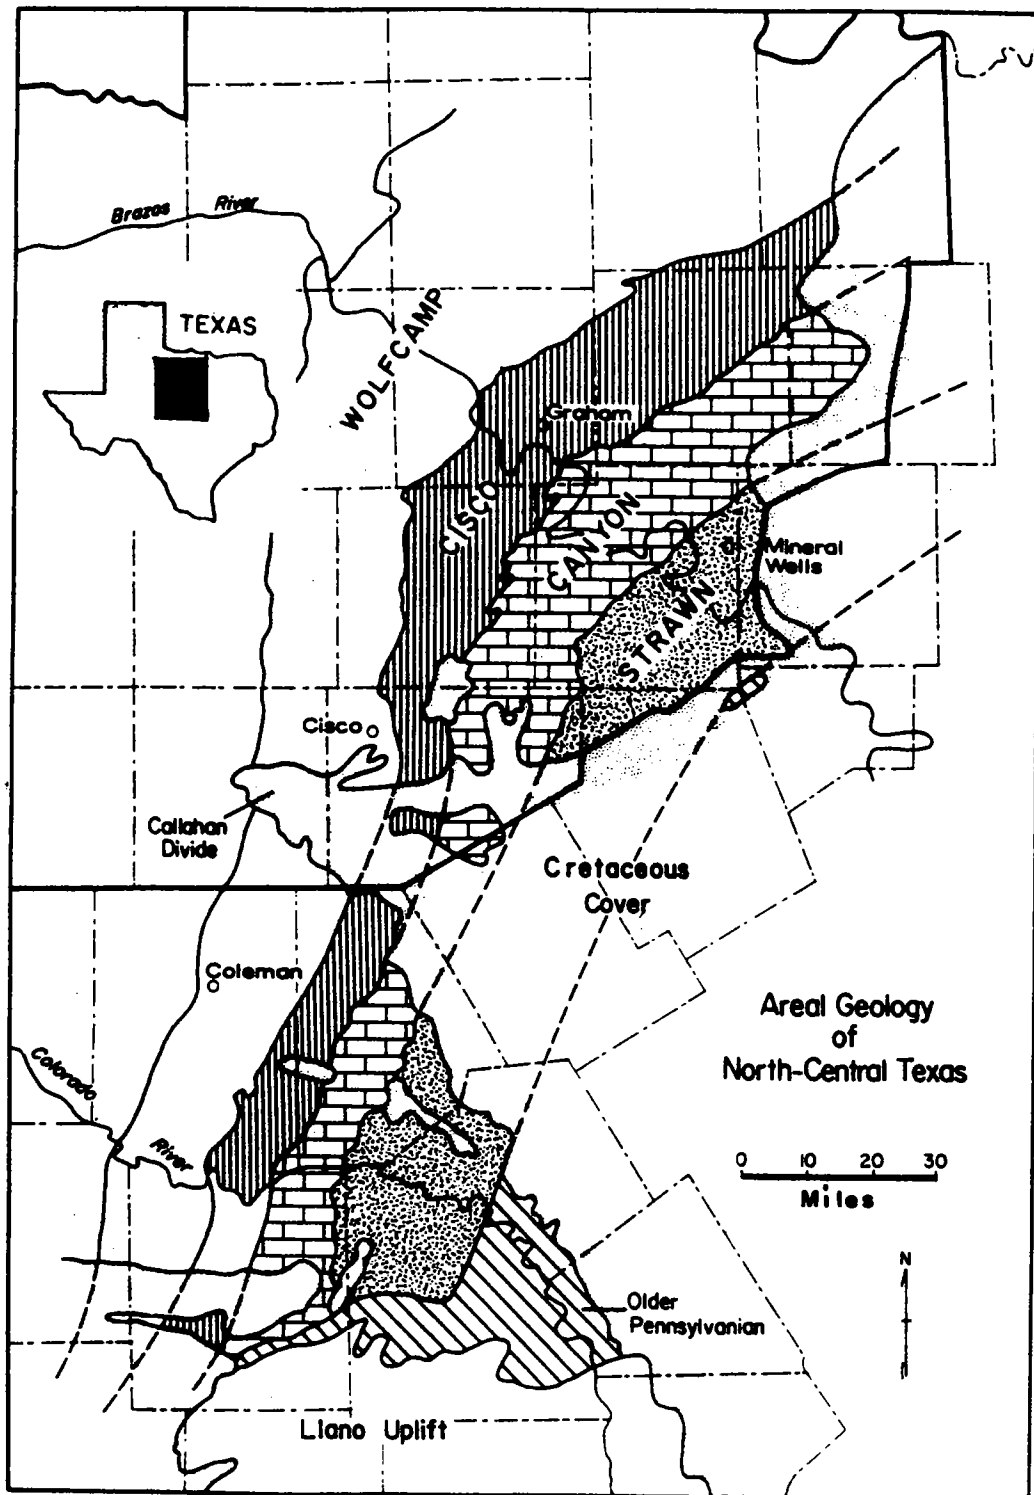 Brazos River
TEXAS
WOLFCAMP
Graham
CISCO
CANYON
Mineral
Wells
STRAWN
Cisco
Callahan
Divide
Cretaceous
Cover
Coleman
Areal Geology
of
North-Central Texas
Colorado
River
0 10 20 30
Miles
N
Older
Pennsylvanian
Llano Uplift